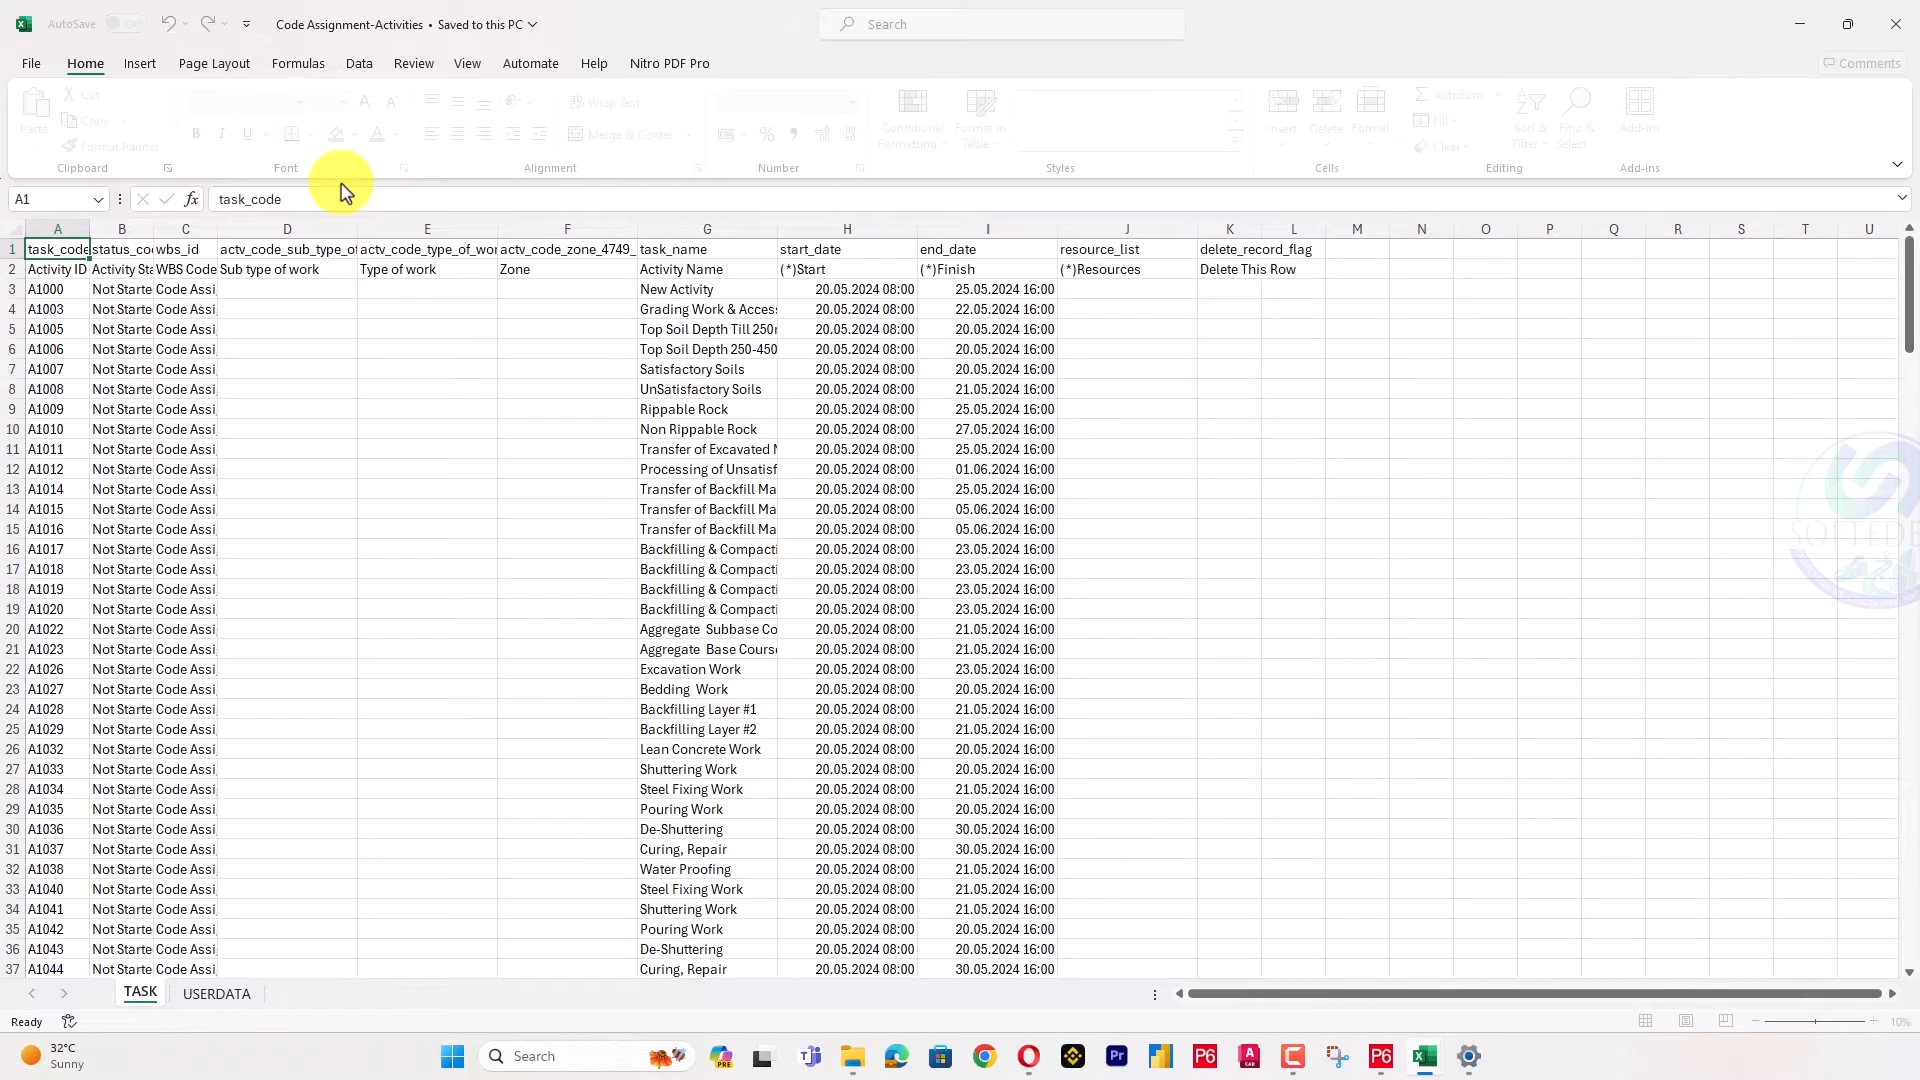 AutoSave Off Code Assignment-Activities • Saved to this PC Search
File Home Insert Page Layout Formulas Data Review View Automate Help Nitro PDF Pro Comments
Cut Wrap Text AutoSum
Paste Copy Conditional Format as Insert Delete Format Fill Sort & Find & Add-ins
Format Painter B I U A Merge & Center % Formatting Table Clear Filter Select
Clipboard Font Alignment Number Styles Cells Editing Add-ins
A1 fx task_code
A B C D E F G H I J K L M N O P Q R S T U
1 task_code status_co wbs_id actv_code_sub_type_of actv_code_type_of_wor actv_code_zone_4749_ task_name start_date end_date resource_list delete_record_flag
2 Activity ID Activity Sta WBS Code Sub type of work Type of work Zone Activity Name (*)Start (*)Finish (*)Resources Delete This Row
3 A1000 Not Starte Code Assi New Activity 20.05.2024 08:00 25.05.2024 16:00
4 A1003 Not Starte Code Assi Grading Work & Acces 20.05.2024 08:00 22.05.2024 16:00
5 A1005 Not Starte Code Assi Top Soil Depth Till 250 20.05.2024 08:00 20.05.2024 16:00
6 A1006 Not Starte Code Assi Top Soil Depth 250-450 20.05.2024 08:00 20.05.2024 16:00
7 A1007 Not Starte Code Assi Satisfactory Soils 20.05.2024 08:00 20.05.2024 16:00
8 A1008 Not Starte Code Assi UnSatisfactory Soils 20.05.2024 08:00 21.05.2024 16:00
9 A1009 Not Starte Code Assi Rippable Rock 20.05.2024 08:00 25.05.2024 16:00
10 A1010 Not Starte Code Assi Non Rippable Rock 20.05.2024 08:00 27.05.2024 16:00
11 A1011 Not Starte Code Assi Transfer of Excavated 20.05.2024 08:00 25.05.2024 16:00
12 A1012 Not Starte Code Assi Processing of Unsatisf 20.05.2024 08:00 01.06.2024 16:00
13 A1014 Not Starte Code Assi Transfer of Backfill Ma 20.05.2024 08:00 25.05.2024 16:00
14 A1015 Not Starte Code Assi Transfer of Backfill Ma 20.05.2024 08:00 05.06.2024 16:00
15 A1016 Not Starte Code Assi Transfer of Backfill Ma 20.05.2024 08:00 05.06.2024 16:00
16 A1017 Not Starte Code Assi Backfilling & Compacti 20.05.2024 08:00 23.05.2024 16:00
17 A1018 Not Starte Code Assi Backfilling & Compacti 20.05.2024 08:00 23.05.2024 16:00
18 A1019 Not Starte Code Assi Backfilling & Compacti 20.05.2024 08:00 23.05.2024 16:00
19 A1020 Not Starte Code Assi Backfilling & Compacti 20.05.2024 08:00 23.05.2024 16:00
20 A1022 Not Starte Code Assi Aggregate Subbase Co 20.05.2024 08:00 21.05.2024 16:00
21 A1023 Not Starte Code Assi Aggregate Base Cours 20.05.2024 08:00 21.05.2024 16:00
22 A1026 Not Starte Code Assi Excavation Work 20.05.2024 08:00 23.05.2024 16:00
23 A1027 Not Starte Code Assi Bedding Work 20.05.2024 08:00 20.05.2024 16:00
24 A1028 Not Starte Code Assi Backfilling Layer #1 20.05.2024 08:00 21.05.2024 16:00
25 A1029 Not Starte Code Assi Backfilling Layer #2 20.05.2024 08:00 21.05.2024 16:00
26 A1032 Not Starte Code Assi Lean Concrete Work 20.05.2024 08:00 20.05.2024 16:00
27 A1033 Not Starte Code Assi Shuttering Work 20.05.2024 08:00 20.05.2024 16:00
28 A1034 Not Starte Code Assi Steel Fixing Work 20.05.2024 08:00 21.05.2024 16:00
29 A1035 Not Starte Code Assi Pouring Work 20.05.2024 08:00 20.05.2024 16:00
30 A1036 Not Starte Code Assi De-Shuttering 20.05.2024 08:00 30.05.2024 16:00
31 A1037 Not Starte Code Assi Curing, Repair 20.05.2024 08:00 30.05.2024 16:00
32 A1038 Not Starte Code Assi Water Proofing 20.05.2024 08:00 21.05.2024 16:00
33 A1040 Not Starte Code Assi Steel Fixing Work 20.05.2024 08:00 21.05.2024 16:00
34 A1041 Not Starte Code Assi Shuttering Work 20.05.2024 08:00 21.05.2024 16:00
35 A1042 Not Starte Code Assi Pouring Work 20.05.2024 08:00 20.05.2024 16:00
36 A1043 Not Starte Code Assi De-Shuttering 20.05.2024 08:00 20.05.2024 16:00
37 A1044 Not Starte Code Assi Curing, Repair 20.05.2024 08:00 30.05.2024 16:00
SOFTEDE
TASK USERDATA
Ready 10%
32°C
Sunny
Search PRE Pr P6 A CAD P6